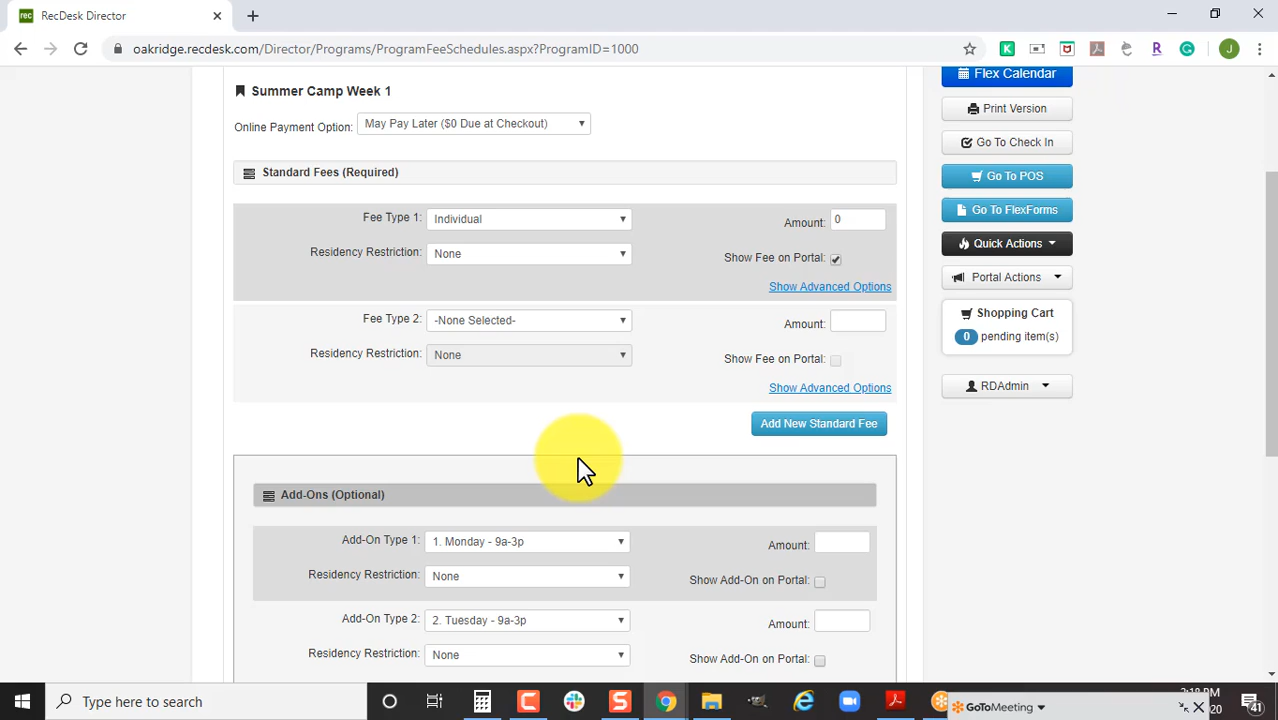 rec RecDesk Director
oakridge.recdesk.com/Director/Programs/ProgramFeeSchedules.aspx?ProgramID=1000
J
Summer Camp Week 1
Online Payment Option: May Pay Later ($0 Due at Checkout)
Standard Fees (Required)
Fee Type 1: Individual Amount: 0
Residency Restriction: None Show Fee on Portal:
Show Advanced Options
Fee Type 2: -None Selected- Amount:
Residency Restriction: None Show Fee on Portal:
Show Advanced Options
Add New Standard Fee
Add-Ons (Optional)
Add-On Type 1: 1. Monday - 9a-3p Amount:
Residency Restriction: None Show Add-On on Portal:
Add-On Type 2: 2. Tuesday - 9a-3p Amount:
Residency Restriction: None Show Add-On on Portal:
Flex Calendar
Print Version
Go To Check In
Go To POS
Go To FlexForms
Quick Actions
Portal Actions
Shopping Cart
0 pending item(s)
RDAdmin
Type here to search
GoToMeeting
41